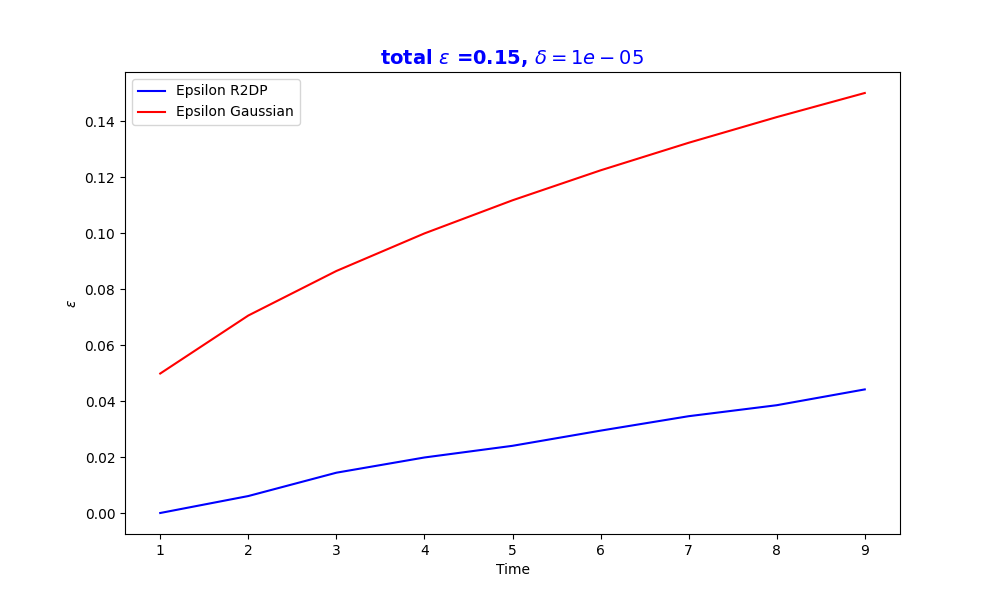 total ε =0.15, δ = 1e − 05
Epsilon R2DP
Epsilon Gaussian
0.14
0.12
0.10
0.08
0.06
0.04
0.02
0.00
ε
1 2 3 4 5 6 7 8 9
Time